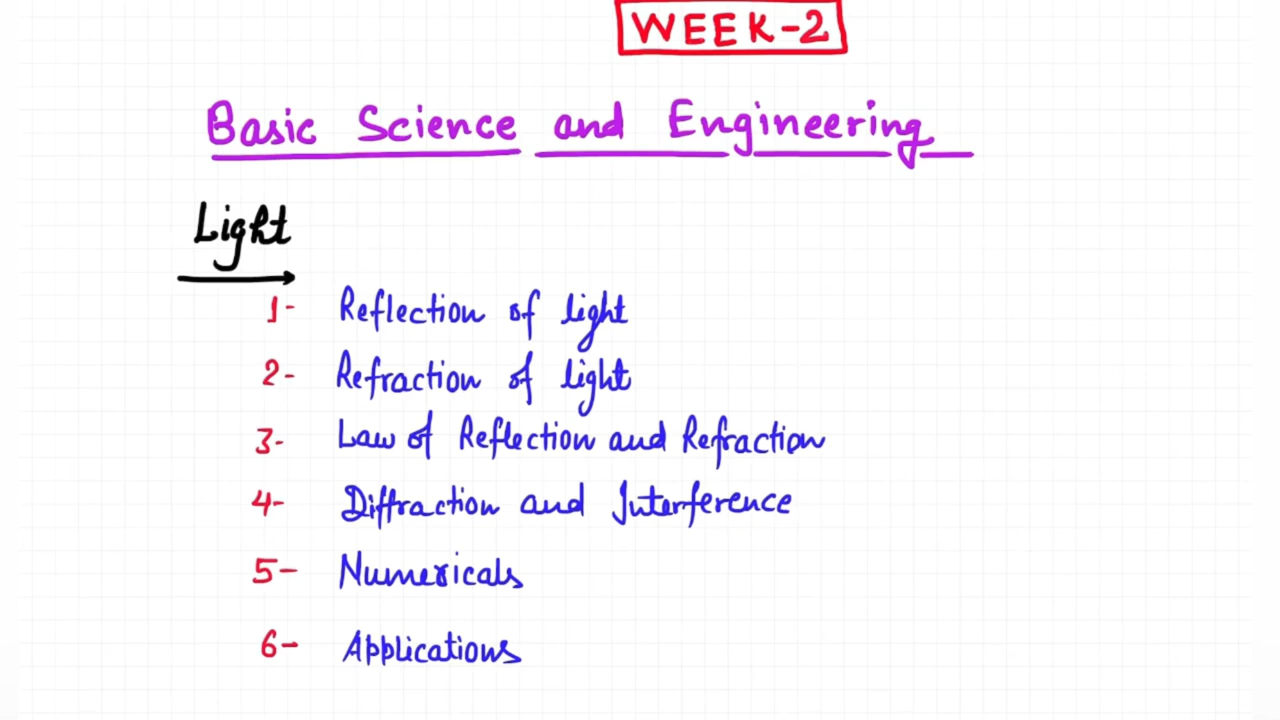 WEEK-2
Basic Science and Engineering
Light
1- Reflection of light
2- Refraction of light
3- Law of Reflection and Refraction
4- Diffraction and Interference
5- Numericals
6- Applications